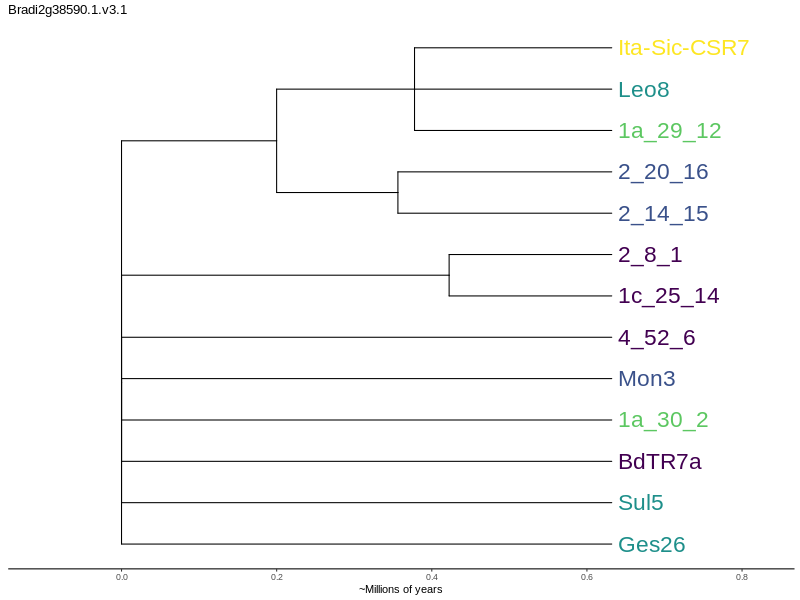 Bradi2g38590.1.v3.1
Ita-Sic-CSR7
Leo8
1a_29_12
2_20_16
2_14_15
2_8_1
1c_25_14
4_52_6
Mon3
1a_30_2
BdTR7a
Sul5
Ges26
0.0 0.2 0.4 0.6 0.8
~Millions of years